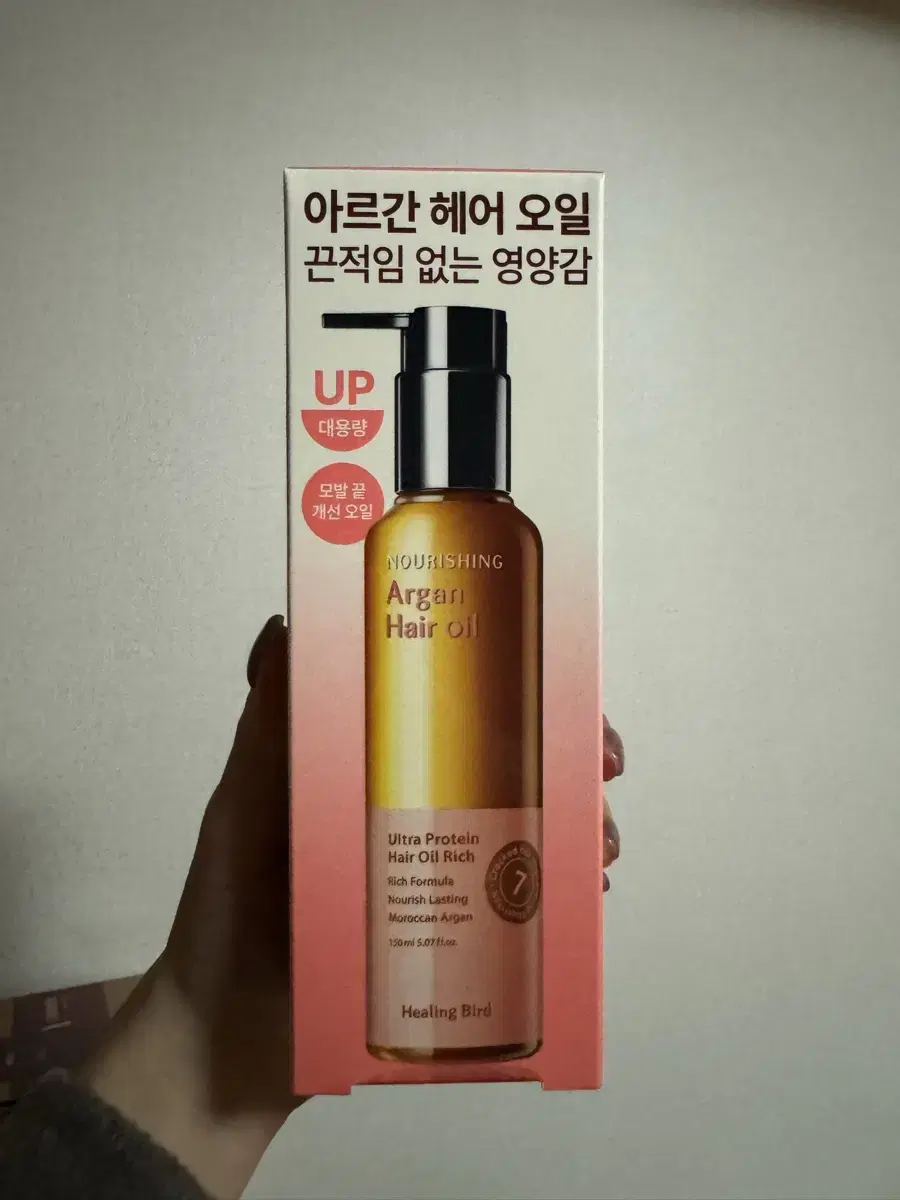 아르간 헤어 오일
끈적임 없는 영양감
UP
대용량
모발 끝
개선 오일
NOURISHING
Argan
Hair oil
Ultra Protein
Hair Oil Rich
Rich Formula
Nourish Lasting
Moroccan Argan
150 ml 5.07 fl.oz.
7
Healing Bird